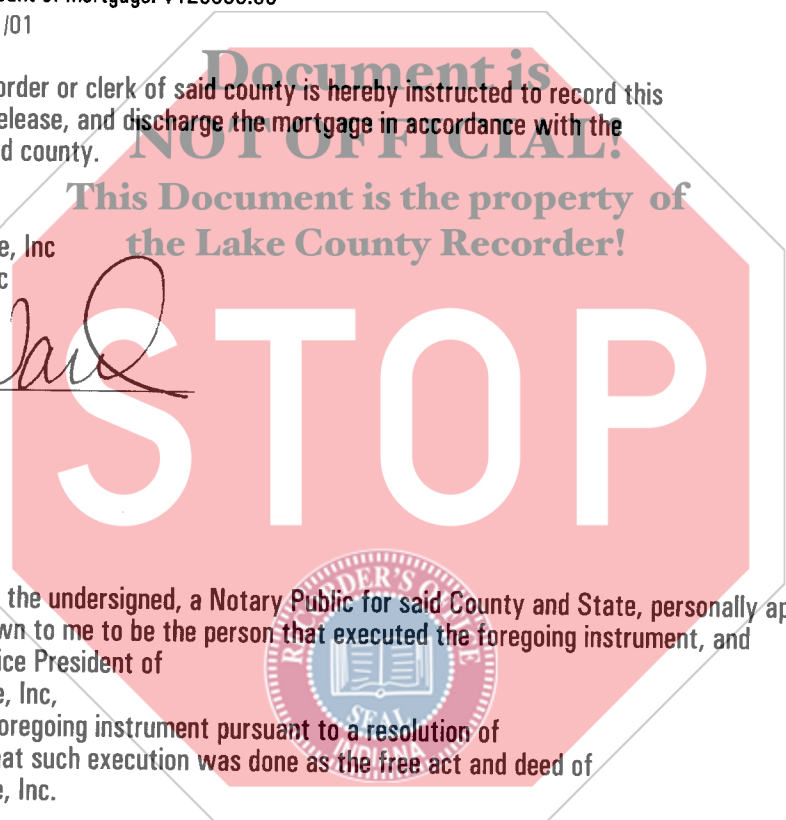 /01
Document is
order or clerk of said county is hereby instructed to record this
elease, and discharge the mortgage in accordance with the
NOT OFFICIAL!
d county.
This Document is the property of
e, Inc
the Lake County Recorder!
c
STOP
the undersigned, a Notary Public for said County and State, personally ap
wn to me to be the person that executed the foregoing instrument, and
ice President of
e, Inc,
oregoing instrument pursuant to a resolution of
eat such execution was done as the free act and deed of
e, Inc.
RECORDER'S OFFICE
SEAL
INDIANA